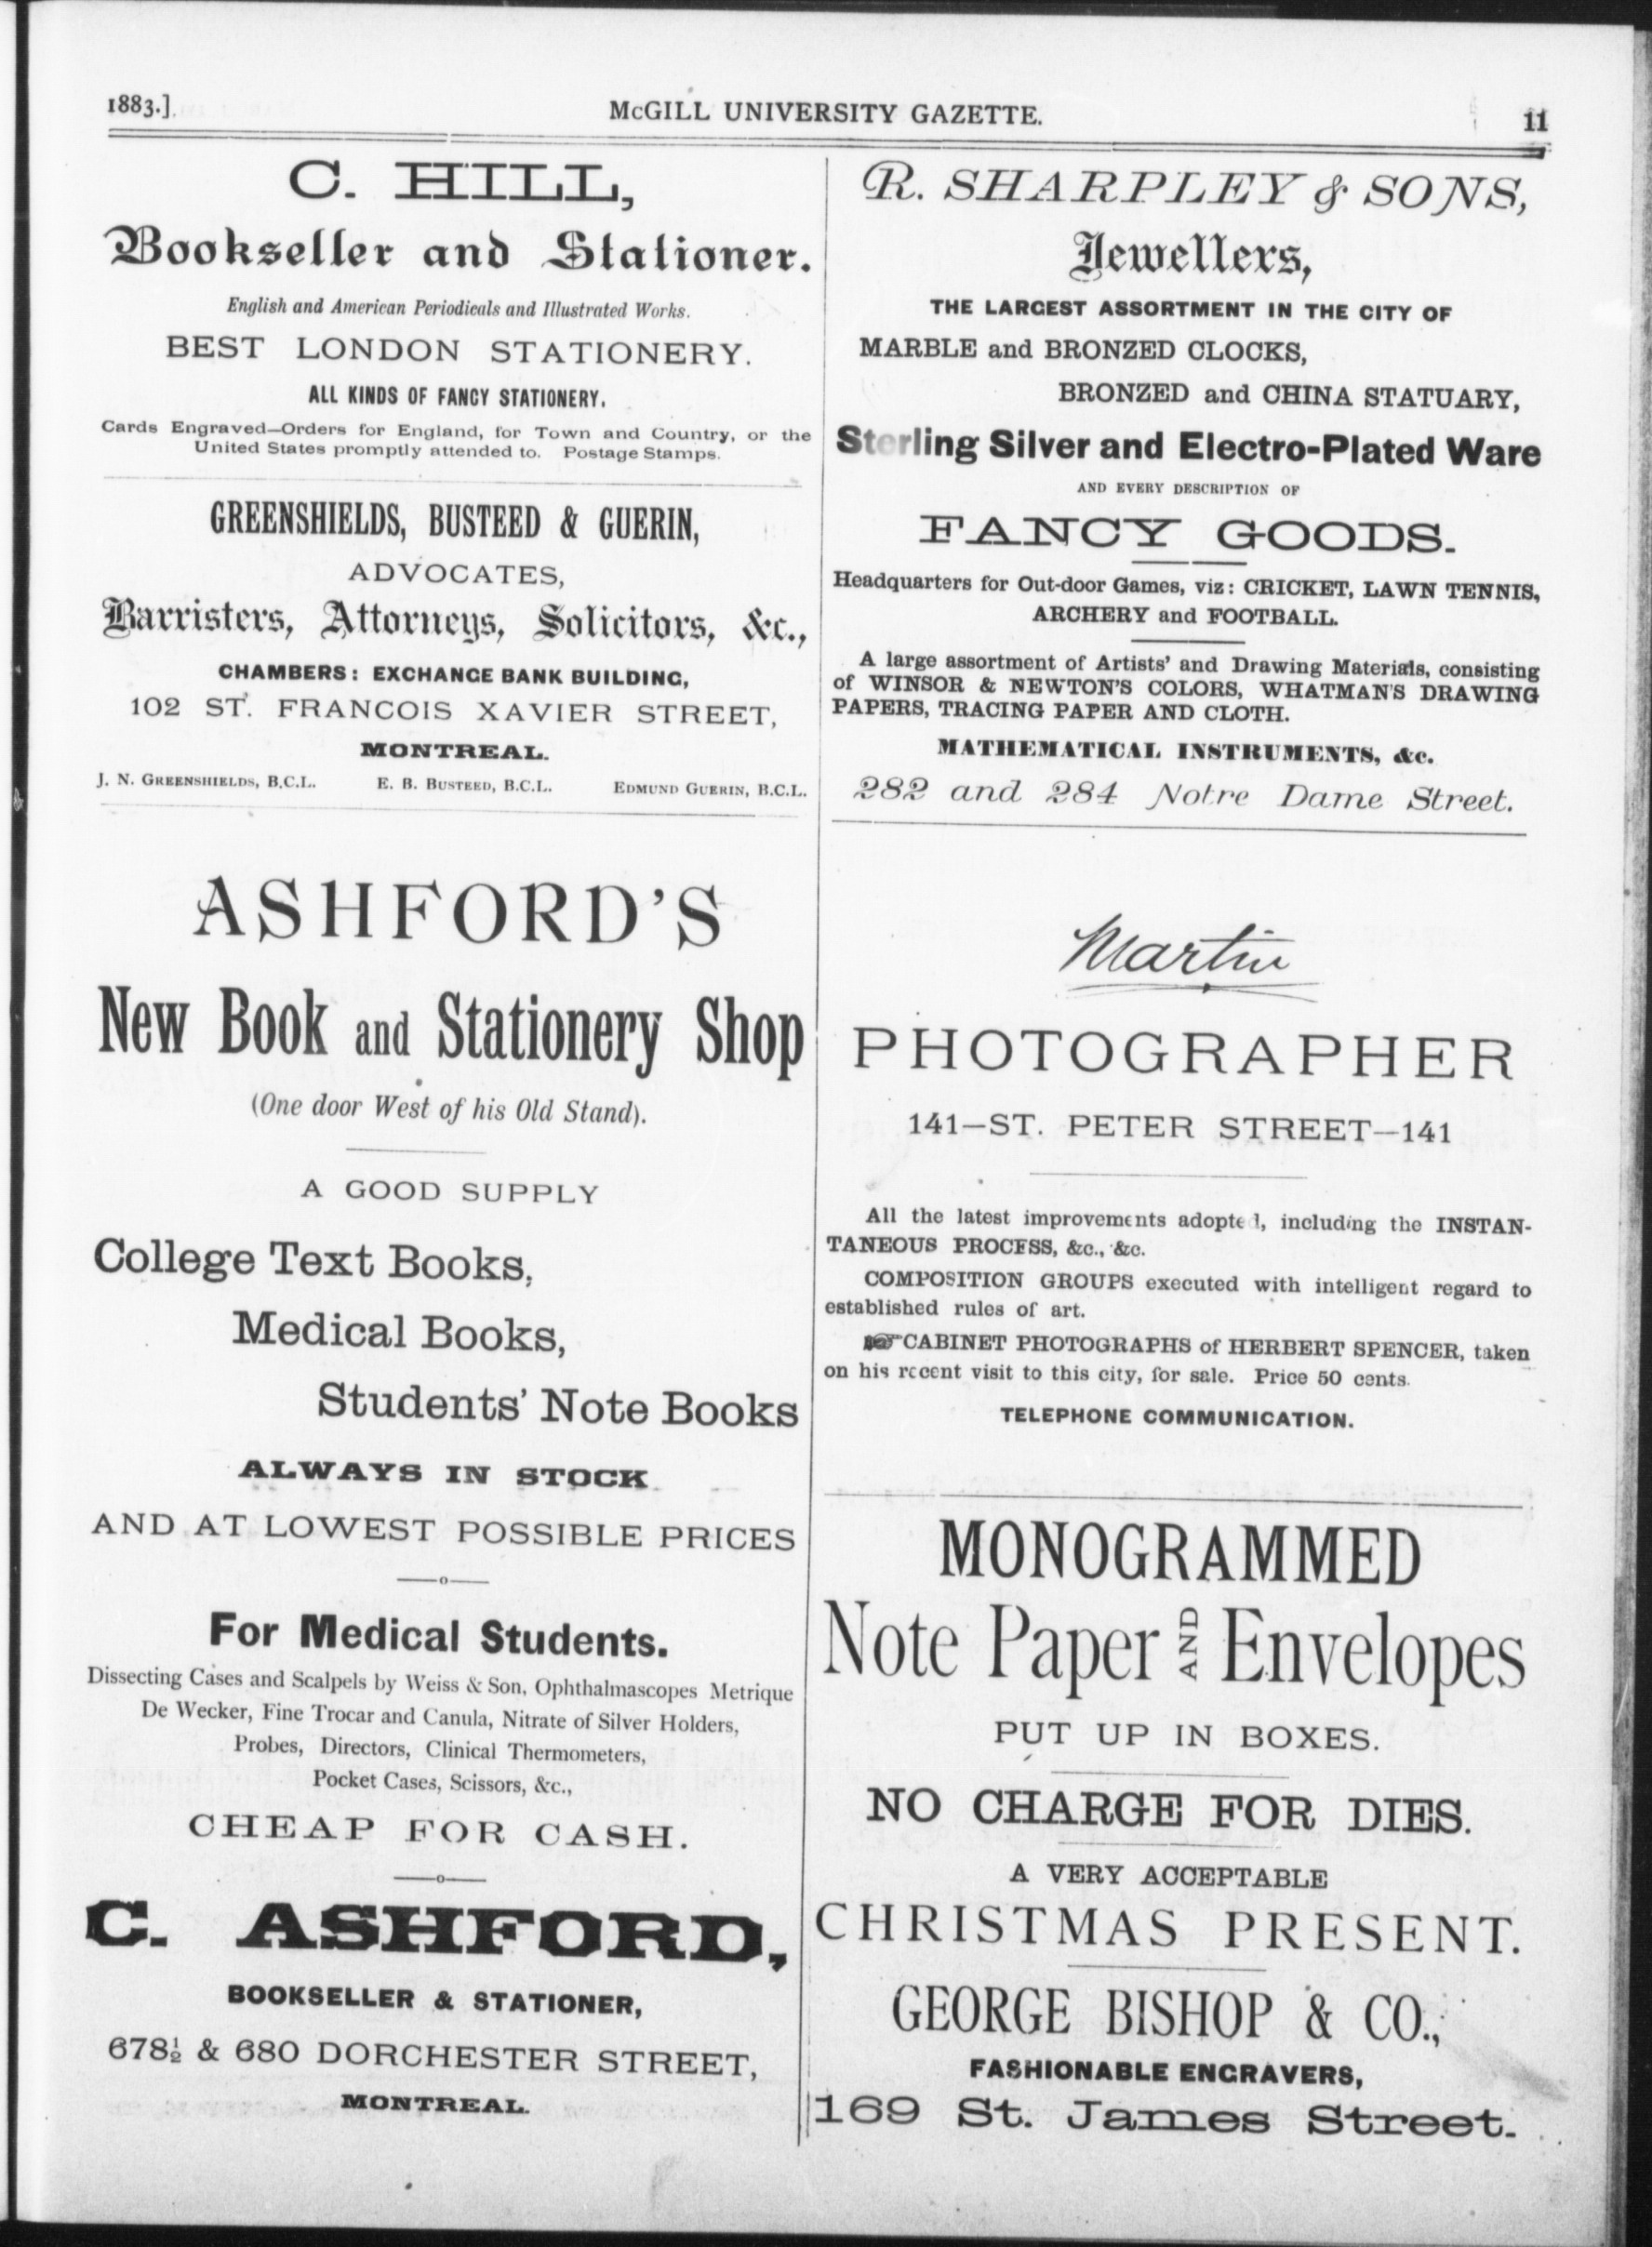 1883.] McGILL UNIVERSITY GAZETTE. 11
C. HILL,
Bookseller and Stationer.
English and American Periodicals and Illustrated Works.
BEST LONDON STATIONERY.
ALL KINDS OF FANCY STATIONERY.
Cards Engraved—Orders for England, for Town and Country, or the
United States promptly attended to. Postage Stamps.
GREENSHIELDS, BUSTEED & GUERIN,
ADVOCATES,
Barristers, Attorneys, Solicitors, &c.,
CHAMBERS: EXCHANGE BANK BUILDING,
102 ST. FRANCOIS XAVIER STREET,
MONTREAL.
J. N. GREENSHIELDS, B.C.L. E. B. BUSTEED, B.C.L. EDMUND GUERIN, B.C.L.
ASHFORD'S
New Book and Stationery Shop
(One door West of his Old Stand).
A GOOD SUPPLY
College Text Books,
Medical Books,
Students' Note Books
ALWAYS IN STOCK
AND AT LOWEST POSSIBLE PRICES
—o—
For Medical Students.
Dissecting Cases and Scalpels by Weiss & Son, Ophthalmascopes Metrique
De Wecker, Fine Trocar and Canula, Nitrate of Silver Holders,
Probes, Directors, Clinical Thermometers,
Pocket Cases, Scissors, &c.,
CHEAP FOR CASH.
—o—
C. ASHFORD,
BOOKSELLER & STATIONER,
678½ & 680 DORCHESTER STREET,
MONTREAL.
R. SHARPLEY & SONS,
Jewellers,
THE LARGEST ASSORTMENT IN THE CITY OF
MARBLE and BRONZED CLOCKS,
BRONZED and CHINA STATUARY,
Sterling Silver and Electro-Plated Ware
AND EVERY DESCRIPTION OF
FANCY GOODS.
Headquarters for Out-door Games, viz: CRICKET, LAWN TENNIS,
ARCHERY and FOOTBALL.
A large assortment of Artists' and Drawing Materials, consisting
of WINSOR & NEWTON'S COLORS, WHATMAN'S DRAWING
PAPERS, TRACING PAPER AND CLOTH.
MATHEMATICAL INSTRUMENTS, &c.
282 and 284 Notre Dame Street.
Martin
PHOTOGRAPHER
141—ST. PETER STREET—141
All the latest improvements adopted, including the INSTAN-
TANEOUS PROCESS, &c., &c.
COMPOSITION GROUPS executed with intelligent regard to
established rules of art.
☞CABINET PHOTOGRAPHS of HERBERT SPENCER, taken
on his recent visit to this city, for sale. Price 50 cents.
TELEPHONE COMMUNICATION.
MONOGRAMMED
Note Paper AND Envelopes
PUT UP IN BOXES.
NO CHARGE FOR DIES.
A VERY ACCEPTABLE
CHRISTMAS PRESENT.
GEORGE BISHOP & CO.,
FASHIONABLE ENGRAVERS,
169 St. James Street.